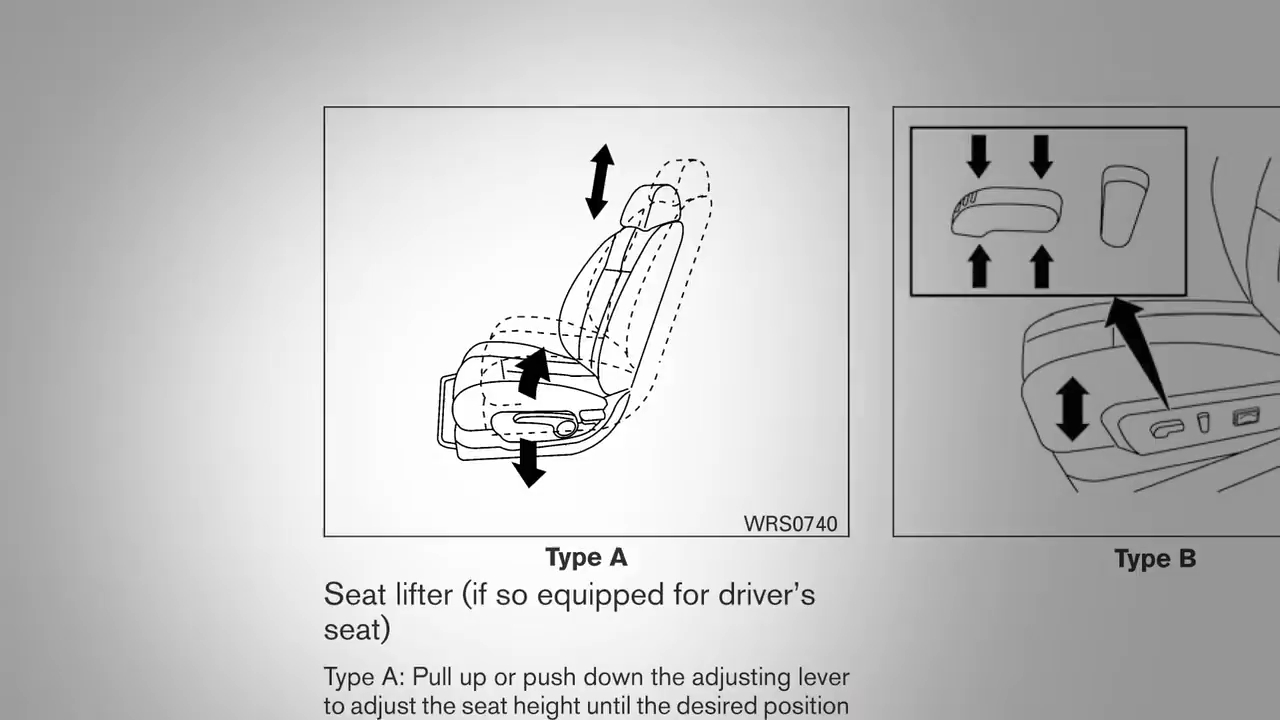 WRS0740
Type A
Type B
Seat lifter (if so equipped for driver’s
seat)
Type A: Pull up or push down the adjusting lever
to adjust the seat height until the desired position